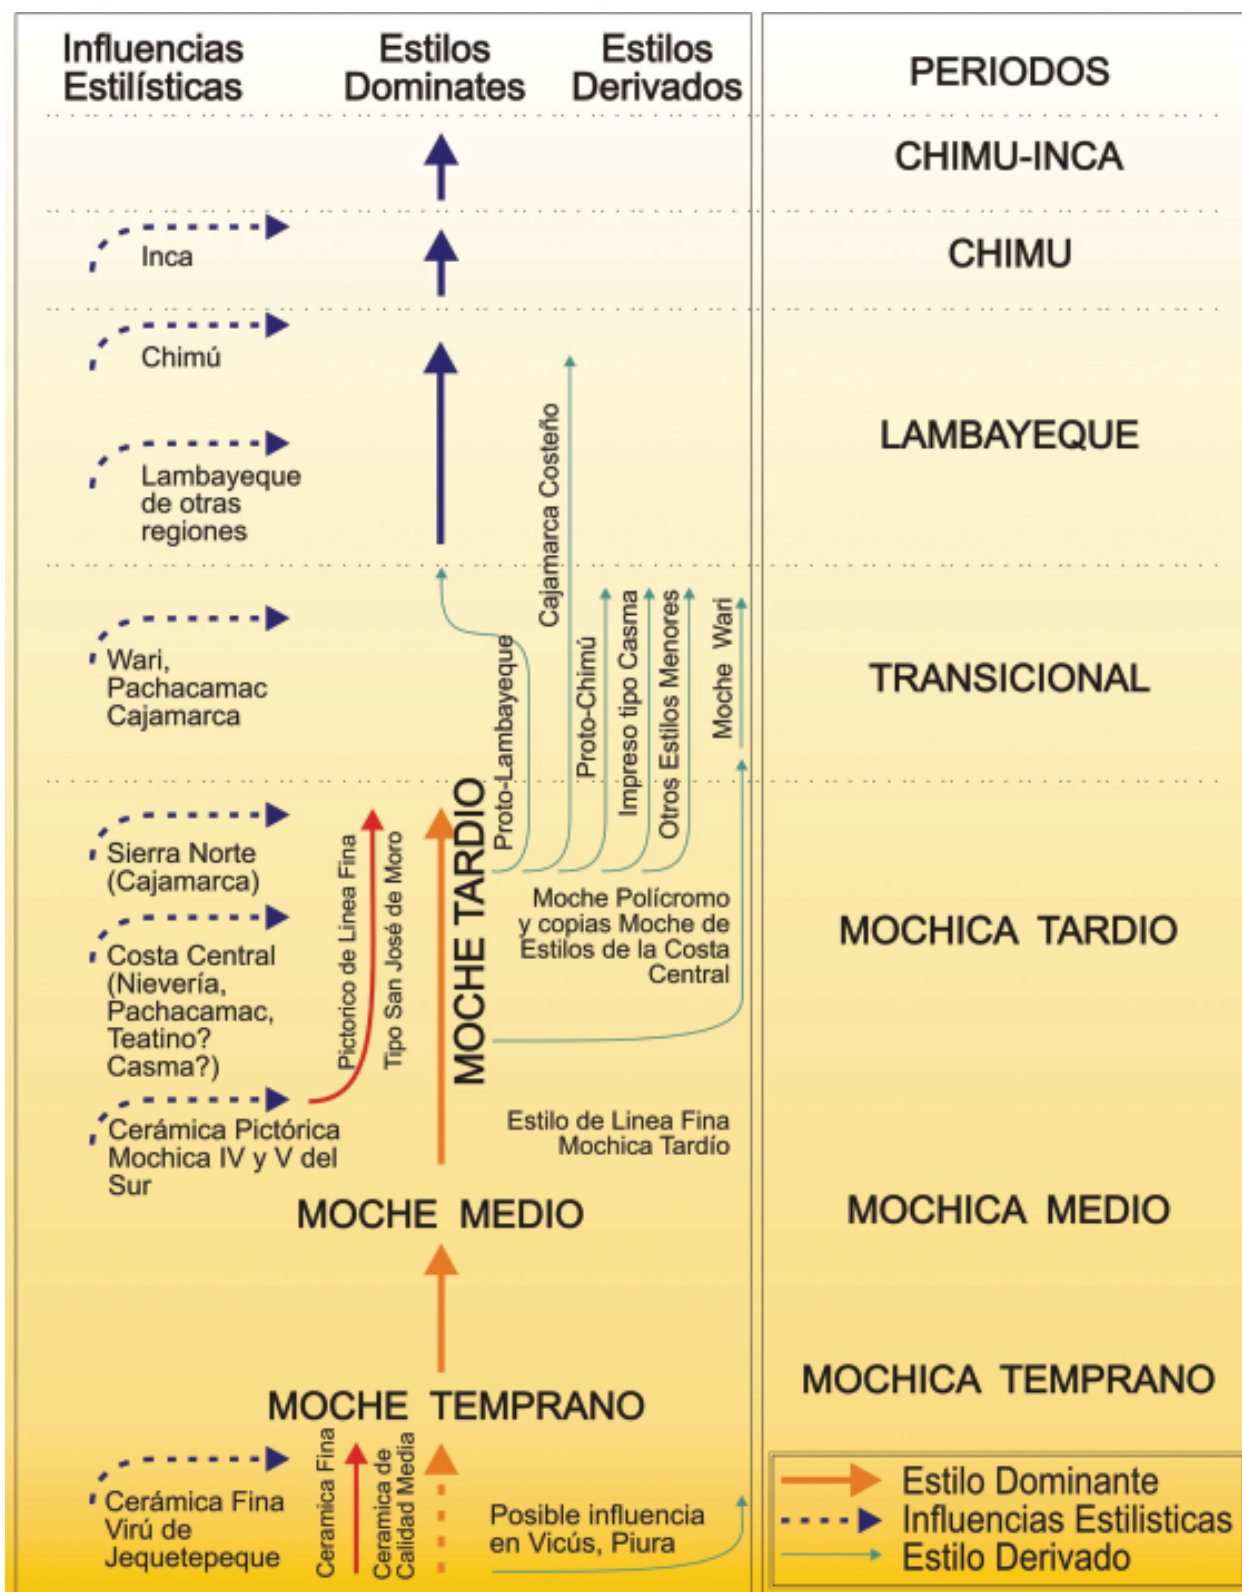 Influencias
Estilísticas
Estilos
Dominates
Estilos
Derivados
PERIODOS
CHIMU-INCA
Inca
CHIMU
Chimú
Lambayeque
de otras
regiones
Cajamarca Costeño
LAMBAYEQUE
Wari,
Pachacamac
Cajamarca
Proto-Lambayeque
Proto-Chimú
Impreso tipo Casma
Otros Estilos Menores
Moche Wari
TRANSICIONAL
Sierra Norte
(Cajamarca)
Costa Central
(Nievería,
Pachacamac,
Teatino?
Casma?)
Pictorico de Linea Fina
Tipo San José de Moro
MOCHE TARDIO
Moche Polícromo
y copias Moche de
Estilos de la Costa
Central
MOCHICA TARDIO
Cerámica Pictórica
Mochica IV y V del
Sur
Estilo de Linea Fina
Mochica Tardío
MOCHE MEDIO
MOCHICA MEDIO
MOCHE TEMPRANO
MOCHICA TEMPRANO
Cerámica Fina
Virú de
Jequetepeque
Ceramica Fina
Ceramica de
Calidad Media
Posible influencia
en Vicús, Piura
Estilo Dominante
Influencias Estilisticas
Estilo Derivado